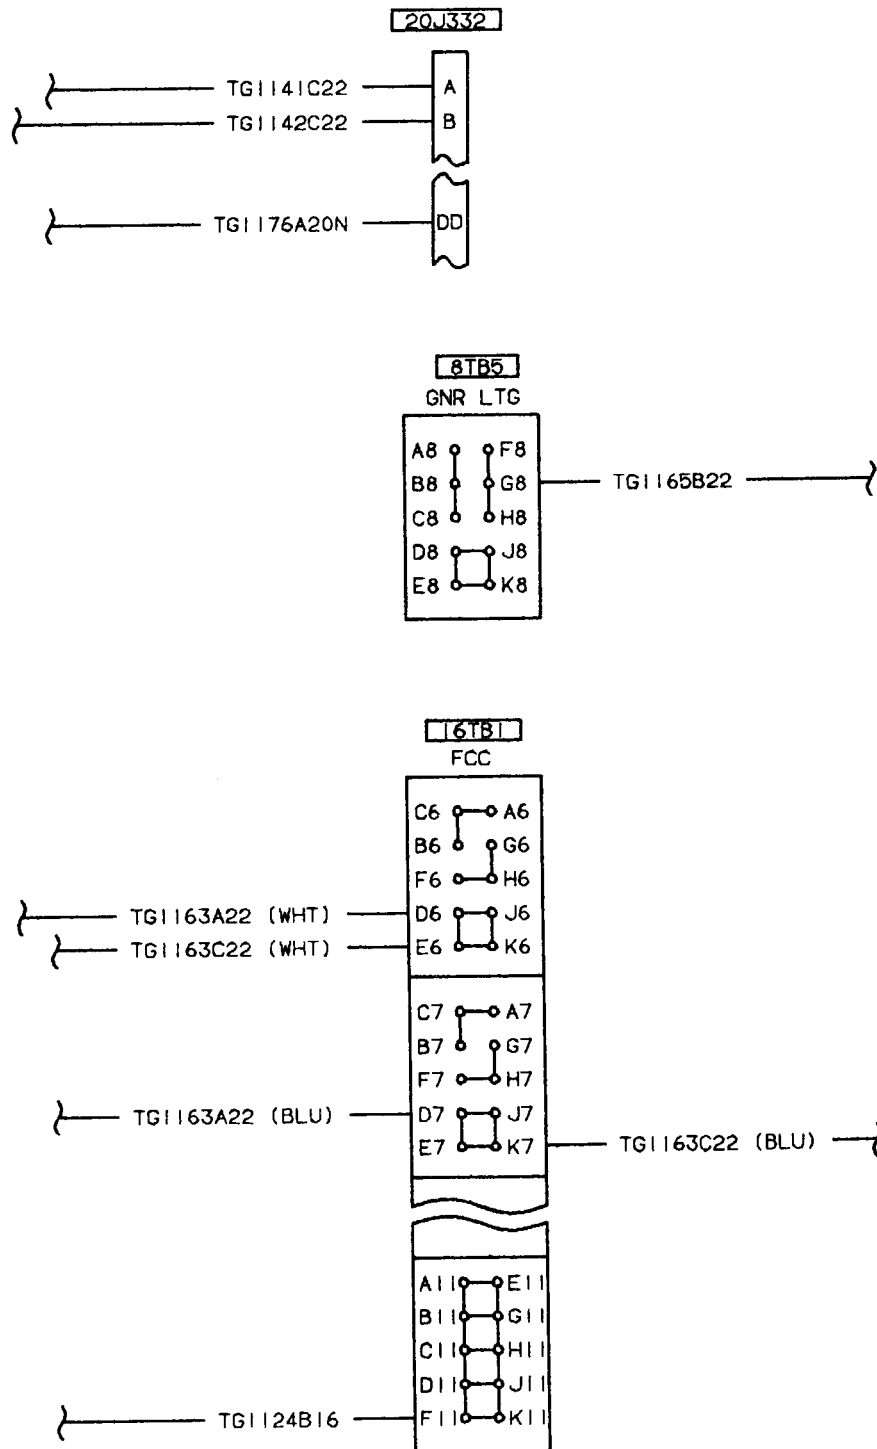 20J332
TG1141C22 A
TG1142C22 B
TG1176A20N DD
8TB5
GNR LTG
A8 F8
B8 G8 TG1165B22
C8 H8
D8 J8
E8 K8
16TB1
FCC
C6 A6
B6 G6
F6 H6
TG1163A22 (WHT) D6 J6
TG1163C22 (WHT) E6 K6
C7 A7
B7 G7
F7 H7
TG1163A22 (BLU) D7 J7
E7 K7 TG1163C22 (BLU)
A11 E11
B11 G11
C11 H11
D11 J11
TG1124B16 F11 K11